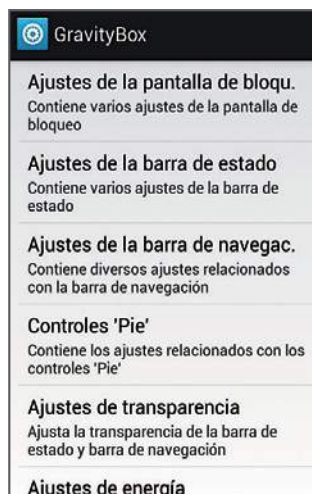 GravityBox
Ajustes de la pantalla de bloqu.
Contiene varios ajustes de la pantalla de
bloqueo
Ajustes de la barra de estado
Contiene varios ajustes de la barra de
estado
Ajustes de la barra de navegac.
Contiene diversos ajustes relacionados
con la barra de navegación
Controles 'Pie'
Contiene los ajustes relacionados con los
controles 'Pie'
Ajustes de transparencia
Ajusta la transparencia de la barra de
estado y barra de navegación
Ajustes de energía